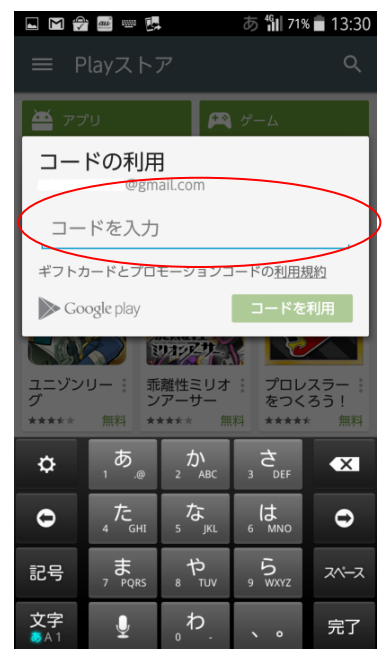 あ 4G 71% 13:30
Playストア
アプリ ゲーム
コードの利用
@gmail.com
コードを入力
ギフトカードとプロモーションコードの利用規約
Google play コードを利用
ユニゾンリー 乖離性ミリオ プロレスラー
グ ンアーサー をつくろう!
無料 無料 無料
あ か さ
1 .@ 2 ABC 3 DEF
た な は
4 GHI 5 JKL 6 MNO
記号 ま や ら スペース
7 PQRS 8 TUV 9 WXYZ
文字 わ 、 。 完了
あA1 0 -